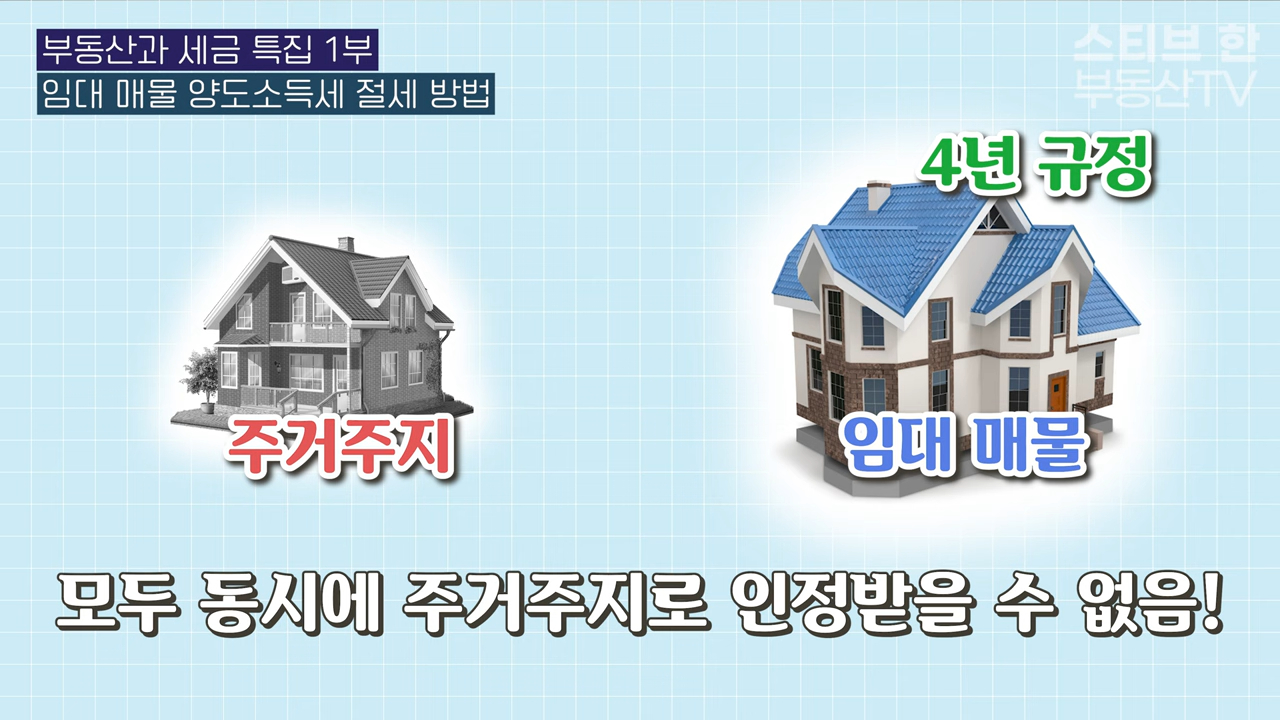 부동산과 세금 특집 1부
임대 매물 양도소득세 절세 방법
스티브 한
부동산TV
4년 규정
주거주지
임대 매물
모두 동시에 주거주지로 인정받을 수 없음!